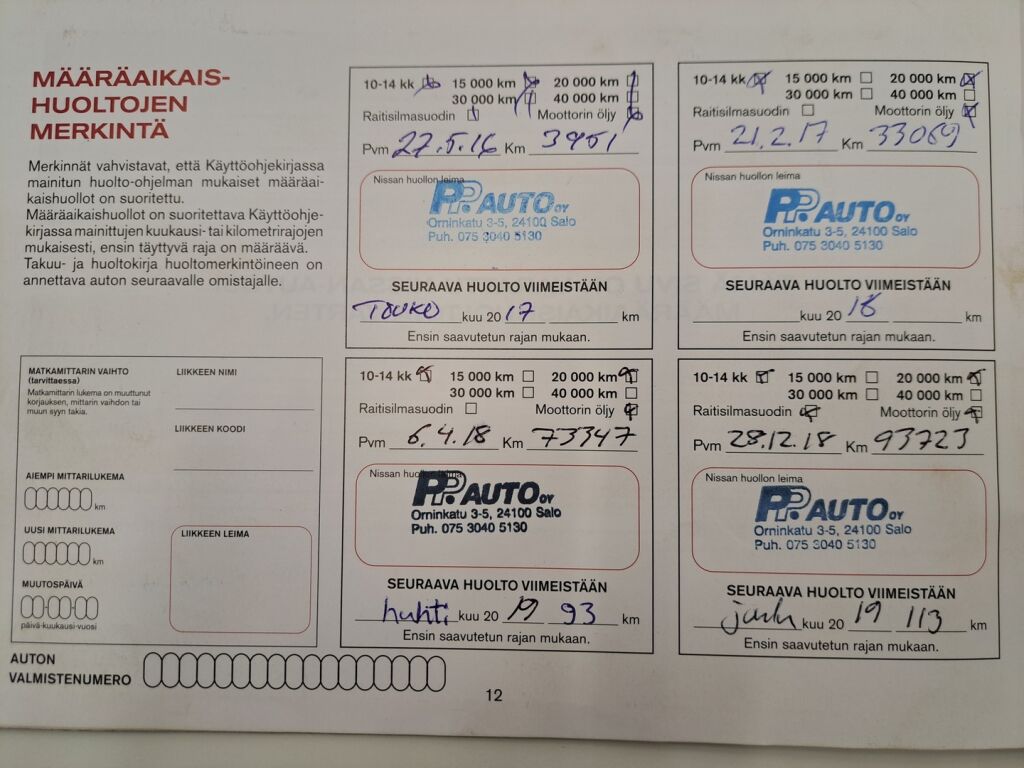 MÄÄRÄAIKAIS-
HUOLTOJEN
MERKINTÄ
Merkinnät vahvistavat, että Käyttöohjekirjassa
mainitun huolto-ohjelman mukaiset määräai-
kaishuollot on suoritettu.
Määräaikaishuollot on suoritettava Käyttöohje-
kirjassa mainittujen kuukausi- tai kilometrirajojen
mukaisesti, ensin täyttyvä raja on määräävä.
Takuu- ja huoltokirja huoltomerkintöineen on
annettava auton seuraavalle omistajalle.
10-14 kk 15 000 km 20 000 km
30 000 km 40 000 km
Raitisilmasuodin Moottorin öljy
Pvm 27.5.16 Km 3951
Nissan huollon leima
PP. AUTO OY
Orninkatu 3-5, 24100 Salo
Puh. 075 3040 5130
SEURAAVA HUOLTO VIIMEISTÄÄN
TOUKO kuu 20 17 km
Ensin saavutetun rajan mukaan.
10-14 kk 15 000 km 20 000 km
30 000 km 40 000 km
Raitisilmasuodin Moottorin öljy
Pvm 21.2.17 Km 33069
Nissan huollon leima
PP. AUTO OY
Orninkatu 3-5, 24100 Salo
Puh. 075 3040 5130
SEURAAVA HUOLTO VIIMEISTÄÄN
kuu 20 18 km
Ensin saavutetun rajan mukaan.
MATKAMITTARIN VAIHTO
(tarvittaessa)
Matkamittarin lukema on muuttunut
korjauksen, mittarin vaihdon tai
muun syyn takia.
LIIKKEEN NIMI
LIIKKEEN KOODI
AIEMPI MITTARILUKEMA
km
UUSI MITTARILUKEMA
km
MUUTOSPÄIVÄ
päivä-kuukausi-vuosi
LIIKKEEN LEIMA
10-14 kk 15 000 km 20 000 km
30 000 km 40 000 km
Raitisilmasuodin Moottorin öljy
Pvm 6.4.18 Km 73347
Nissan huollon leima
PP. AUTO OY
Orninkatu 3-5, 24100 Salo
Puh. 075 3040 5130
SEURAAVA HUOLTO VIIMEISTÄÄN
huhti kuu 20 19 93 km
Ensin saavutetun rajan mukaan.
10-14 kk 15 000 km 20 000 km
30 000 km 40 000 km
Raitisilmasuodin Moottorin öljy
Pvm 28.12.18 Km 93723
Nissan huollon leima
PP. AUTO OY
Orninkatu 3-5, 24100 Salo
Puh. 075 3040 5130
SEURAAVA HUOLTO VIIMEISTÄÄN
joulu kuu 20 19 113 km
Ensin saavutetun rajan mukaan.
AUTON
VALMISTENUMERO
12